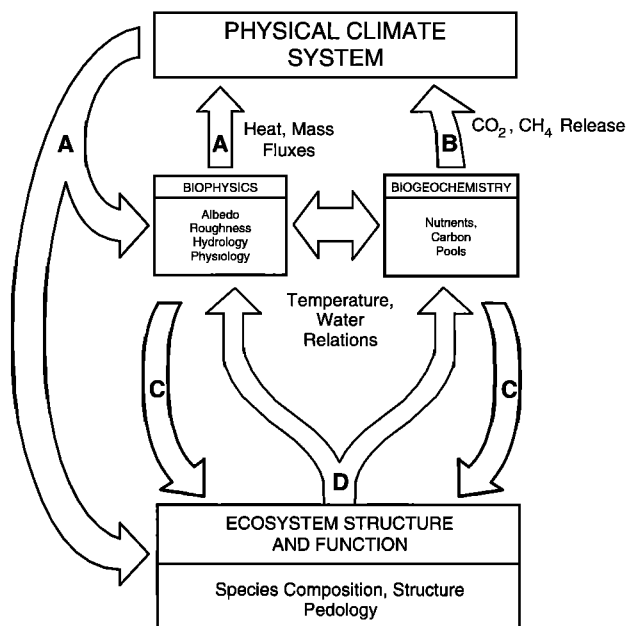 PHYSICAL CLIMATE
SYSTEM
A
A
Heat, Mass
Fluxes
B
CO₂, CH₄ Release
BIOPHYSICS
Albedo
Roughness
Hydrology
Physiology
BIOGEOCHEMISTRY
Nutrients,
Carbon
Pools
Temperature,
Water
Relations
C
C
D
ECOSYSTEM STRUCTURE
AND FUNCTION
Species Composition, Structure
Pedology